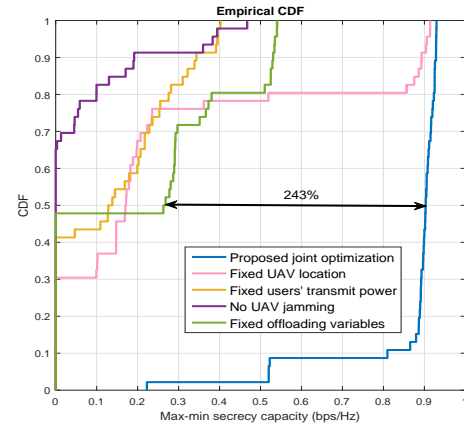 Empirical CDF
1
0.9
0.8
0.7
0.6
0.5
0.4
0.3
0.2
0.1
0
CDF
243%
Proposed joint optimization
Fixed UAV location
Fixed users' transmit power
No UAV jamming
Fixed offloading variables
0 0.1 0.2 0.3 0.4 0.5 0.6 0.7 0.8 0.9 1
Max-min secrecy capacity (bps/Hz)